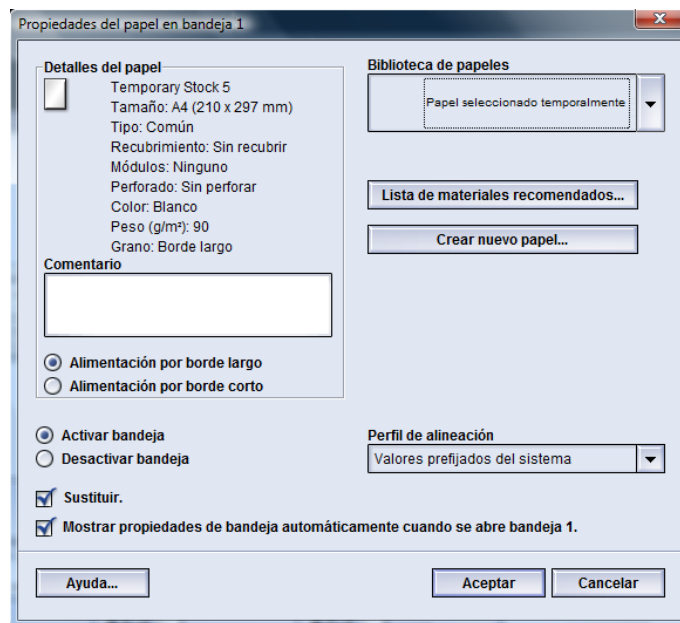 Propiedades del papel en bandeja 1
Detalles del papel
Temporary Stock 5
Tamaño: A4 (210 x 297 mm)
Tipo: Común
Recubrimiento: Sin recubrir
Módulos: Ninguno
Perforado: Sin perforar
Color: Blanco
Peso (g/m²): 90
Grano: Borde largo
Comentario
Alimentación por borde largo
Alimentación por borde corto
Biblioteca de papeles
Papel seleccionado temporalmente
Lista de materiales recomendados...
Crear nuevo papel...
Activar bandeja
Desactivar bandeja
Perfil de alineación
Valores prefijados del sistema
Sustituir.
Mostrar propiedades de bandeja automáticamente cuando se abre bandeja 1.
Ayuda...
Aceptar
Cancelar